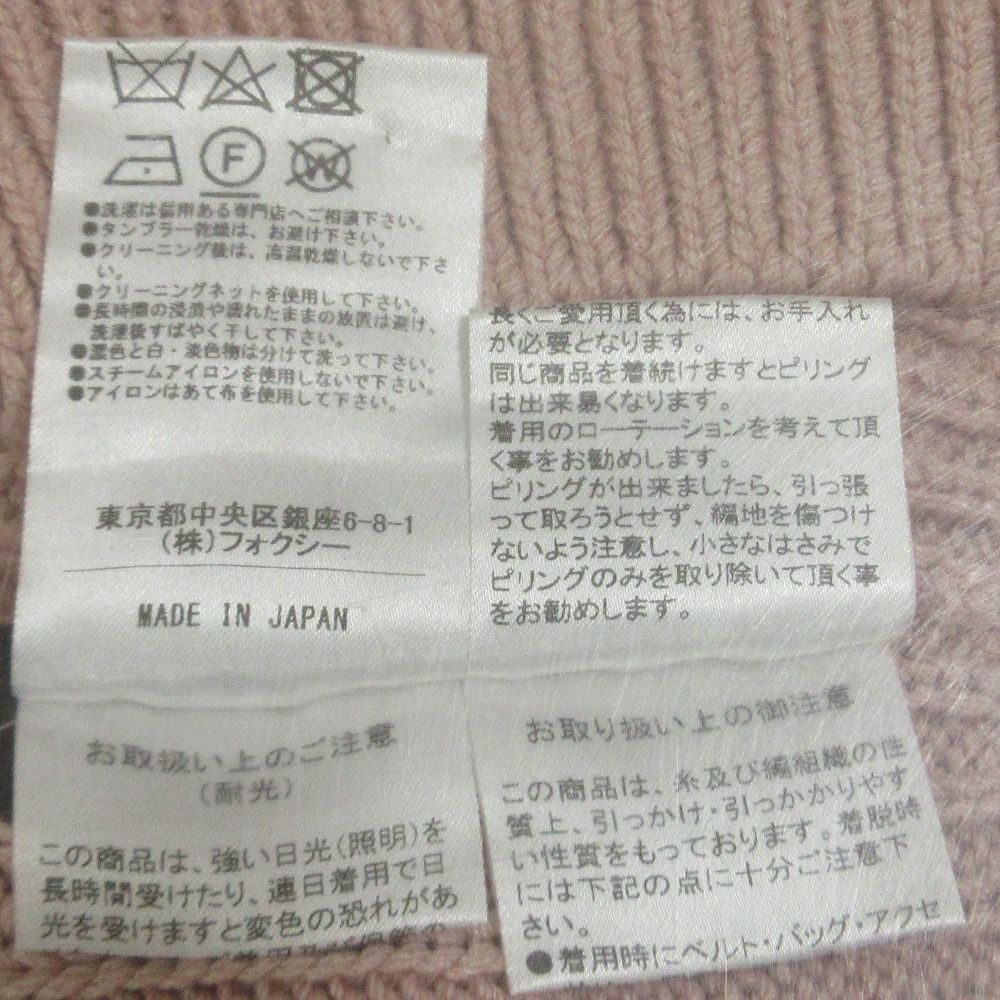 F
W
●洗濯は信用ある専門店へご相談下さい。
●タンブラー乾燥は、お避け下さい。
●クリーニング後は、高温乾燥しないで下さ
い。
●クリーニングネットを使用して下さい。
●長時間の浸漬や濡れたままの放置は避け、
洗濯後すばやく干して下さい。
●濃色と白・淡色物は分けて洗って下さい。
●スチームアイロンを使用しないで下さい。
●アイロンはあて布を使用して下さい。
東京都中央区銀座6-8-1
(株)フォクシー
MADE IN JAPAN
長くご愛用頂く為には、お手入れ
が必要となります。
同じ商品を着続けますとピリング
は出来易くなります。
着用のローテーションを考えて頂
く事をお勧めします。
ピリングが出来ましたら、引っ張
って取ろうとせず、編地を傷つけ
ないよう注意し、小さなはさみで
ピリングのみを取り除いて頂く事
をお勧めします。
お取扱い上のご注意
(耐光)
この商品は、強い日光(照明)を
長時間受けたり、連日着用で日
光を受けますと変色の恐れがあ
お取り扱い上の御注意
この商品は、糸及び編組織の性
質上、引っかけ・引っかかりやす
い性質をもっております。着脱時
には下記の点に十分ご注意下
さい。
●着用時にベルト・バッグ・アクセ